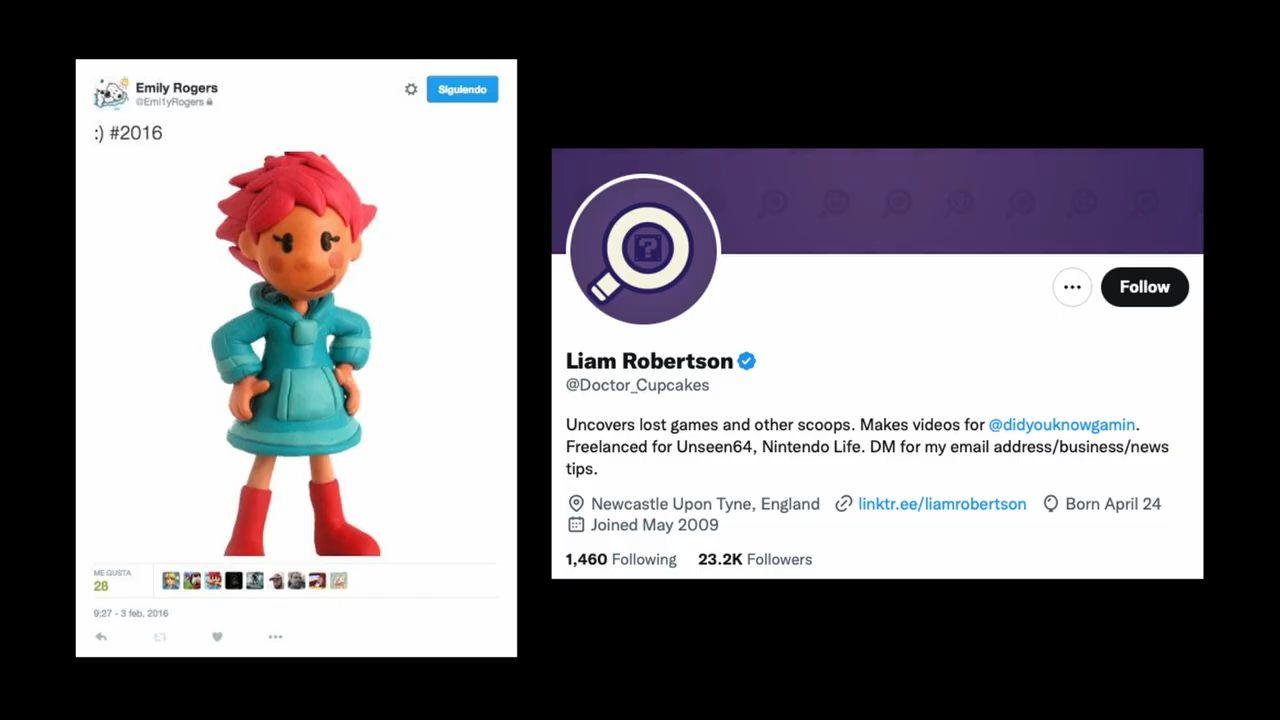 Emily Rogers
@Emi1yRogers
Siguiendo
:) #2016
ME GUSTA
28
9:27 - 3 feb. 2016
?
Follow
Liam Robertson
@Doctor_Cupcakes
Uncovers lost games and other scoops. Makes videos for @didyouknowgamin.
Freelanced for Unseen64, Nintendo Life. DM for my email address/business/news
tips.
Newcastle Upon Tyne, England linktr.ee/liamrobertson Born April 24
Joined May 2009
1,460 Following 23.2K Followers